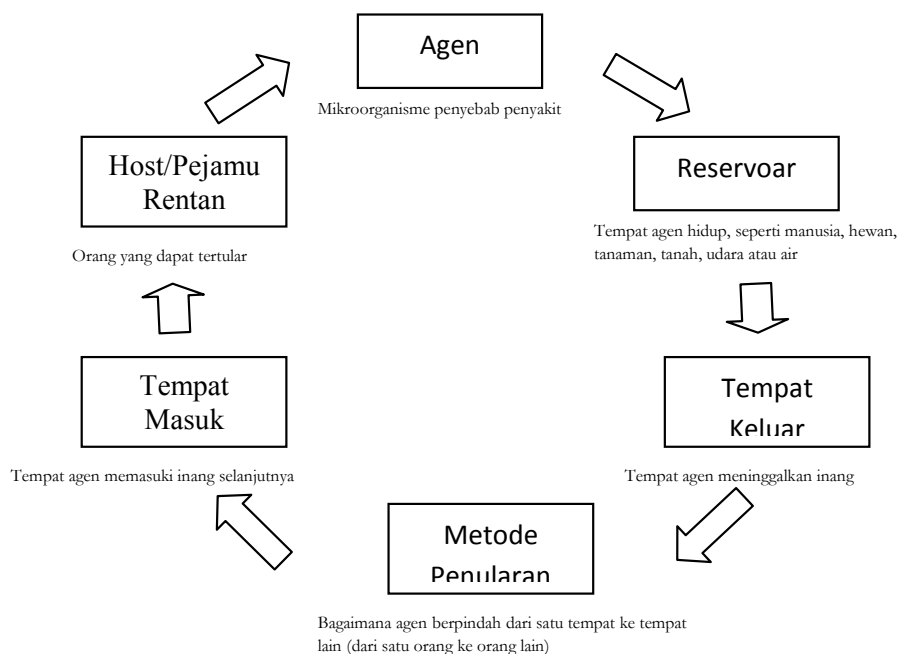 Agen
Mikroorganisme penyebab penyakit
Reservoar
Tempat agen hidup, seperti manusia, hewan,
tanaman, tanah, udara atau air
Tempat
Keluar
Tempat agen meninggalkan inang
Metode
Penularan
Bagaimana agen berpindah dari satu tempat ke tempat
lain (dari satu orang ke orang lain)
Tempat
Masuk
Tempat agen memasuki inang selanjutnya
Host/Pejamu
Rentan
Orang yang dapat tertular